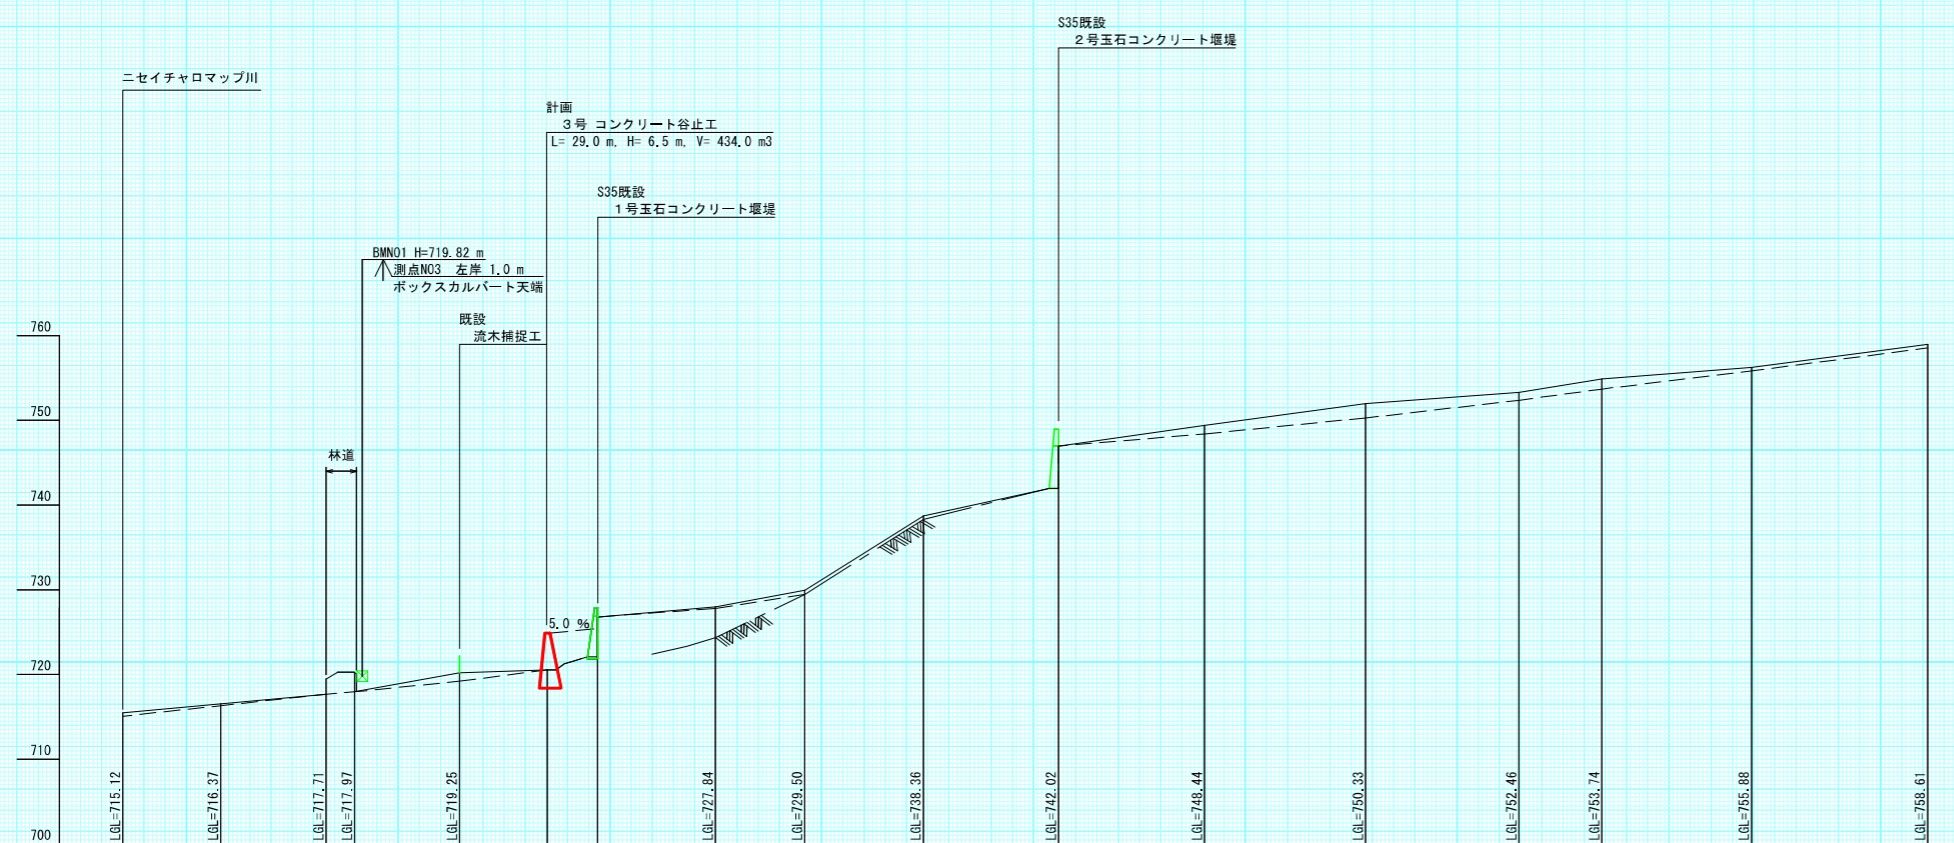 S35既設
2号玉石コンクリート堰堤
ニセイチャロマップ川
計画
3号 コンクリート谷止工
L= 29.0 m, H= 6.5 m, V= 434.0 m3
S35既設
1号玉石コンクリート堰堤
BMNO1 H=719.82 m
測点NO3 左岸 1.0 m
ボックスカルバート天端
既設
流木捕捉工
760
750
林道
740
730
5.0 %
720
710
700
LGL=715.12
LGL=716.37
LGL=717.71
LGL=717.97
LGL=719.25
LGL=727.84
LGL=729.50
LGL=738.36
LGL=742.02
LGL=748.44
LGL=750.33
LGL=752.46
LGL=753.74
LGL=755.88
LGL=758.61